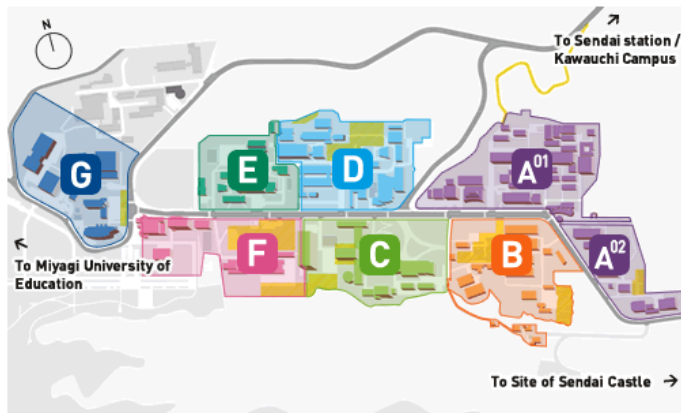 N
To Sendai station /
Kawauchi Campus
G
E
D
A01
F
C
B
A02
To Miyagi University of
Education
To Site of Sendai Castle